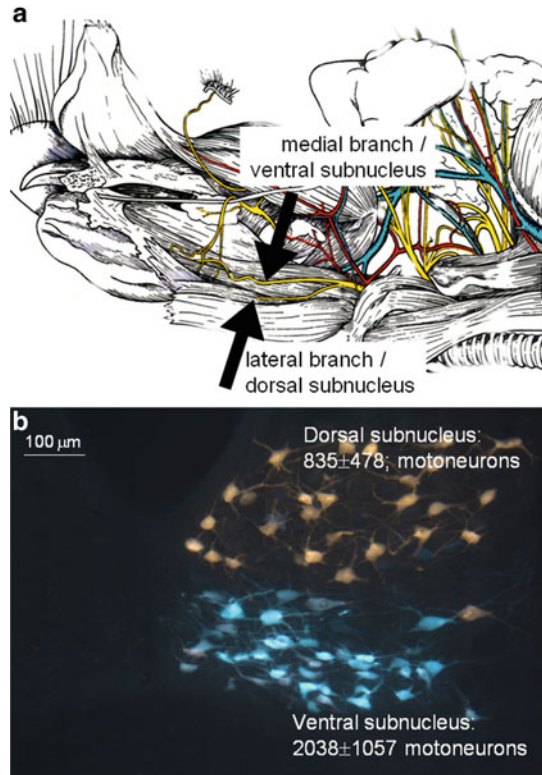 a
medial branch /
ventral subnucleus
lateral branch /
dorsal subnucleus
b
100 µm
Dorsal subnucleus:
835±478; motoneurons
Ventral subnucleus:
2038±1057 motoneurons